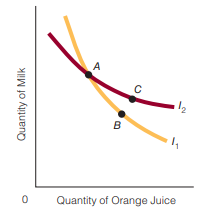 Quantity of Milk
A
C
B
I2
I1
0
Quantity of Orange Juice